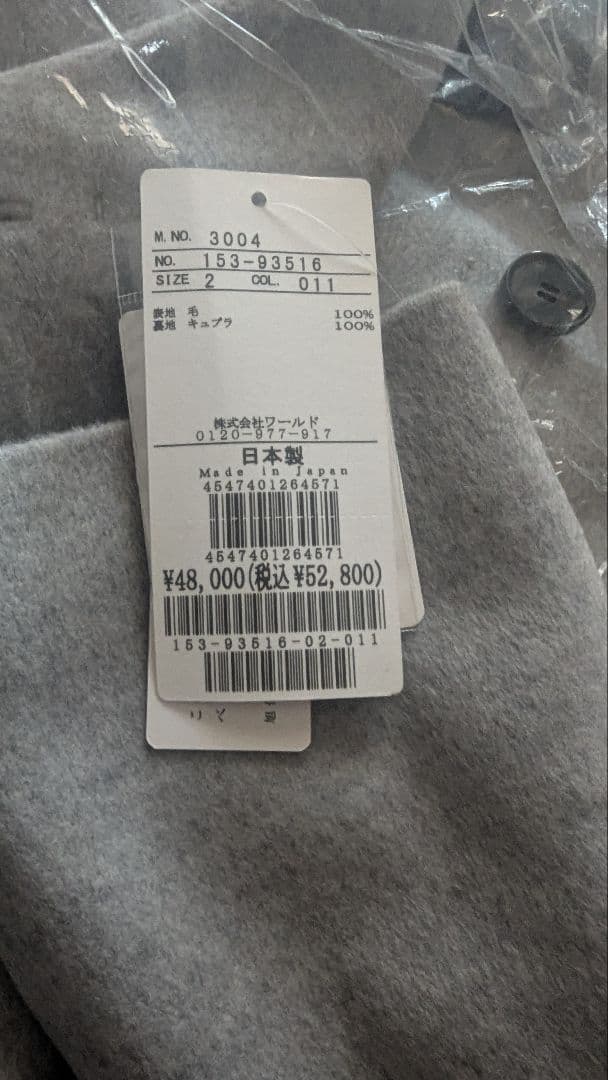 M. NO. 3004
NO. 153-93516
SIZE 2 COL. 011
表地 毛 100%
裏地 キュプラ 100%
株式会社ワールド
0120-977-917
日本製
Made in Japan
4547401264571
4547401264571
¥48,000(税込¥52,800)
153-93516-02-011